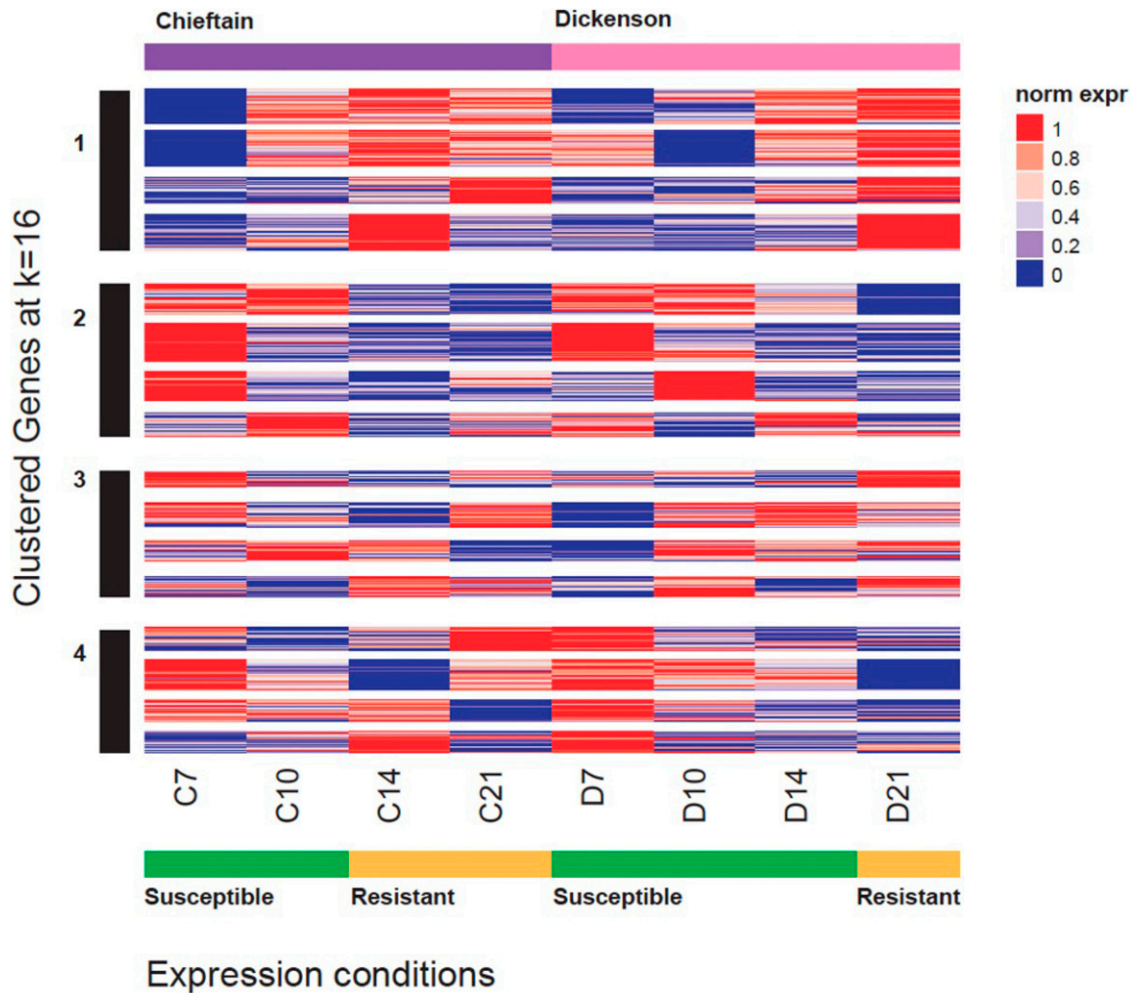 Chieftain Dickenson
norm expr
1
0.8
0.6
0.4
0.2
0
Clustered Genes at k=16
1
2
3
4
C7 C10 C14 C21 D7 D10 D14 D21
Susceptible Resistant Susceptible Resistant
Expression conditions